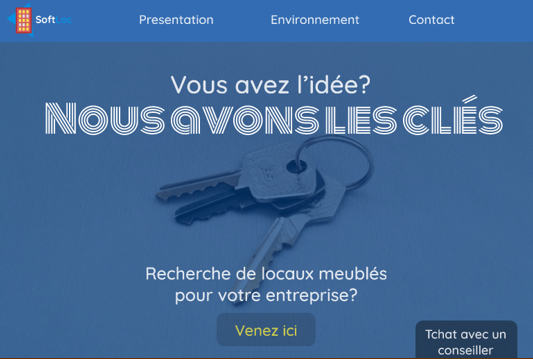 SoftLoc
Presentation
Environnement
Contact
Vous avez l'idée?
Nous avons les clés
Recherche de locaux meublés
pour votre entreprise?
Venez ici
Tchat avec un
conseiller